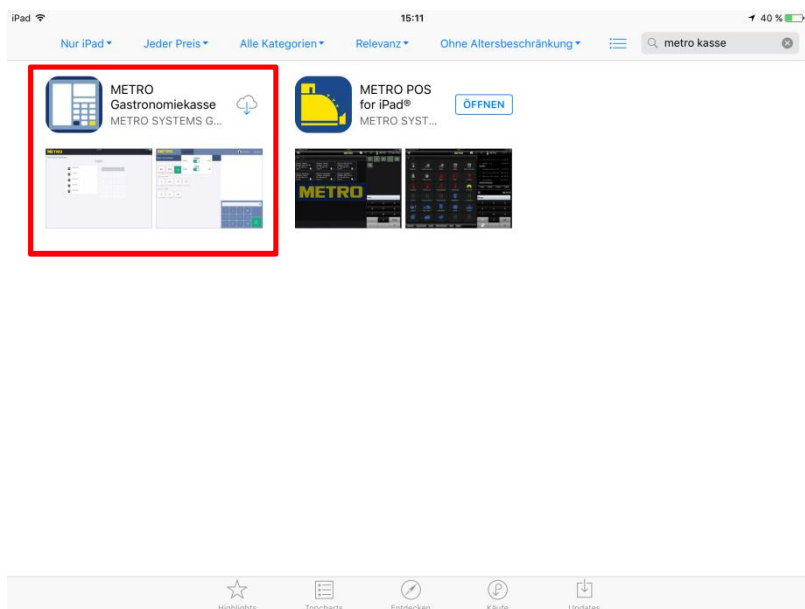 iPad 15:11 40 %
Nur iPad Jeder Preis Alle Kategorien Relevanz Ohne Altersbeschränkung metro kasse
METRO
Gastronomiekasse
METRO SYSTEMS G...
METRO POS
for iPad®
METRO SYST...
ÖFFNEN
METRO
Highlights Topcharts Entdecken Käufe Updates